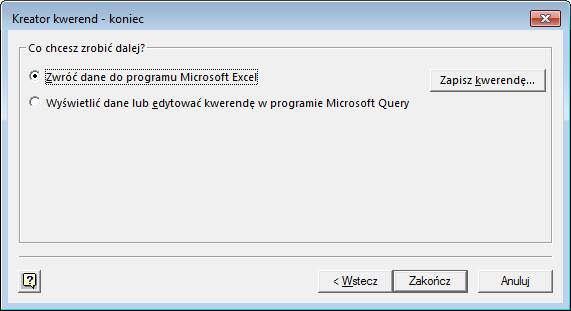 Kreator kwerend - koniec
Co chcesz zrobić dalej?
Zwróć dane do programu Microsoft Excel
Zapisz kwerendę...
Wyświetlić dane lub edytować kwerendę w programie Microsoft Query
?
< Wstecz
Zakończ
Anuluj